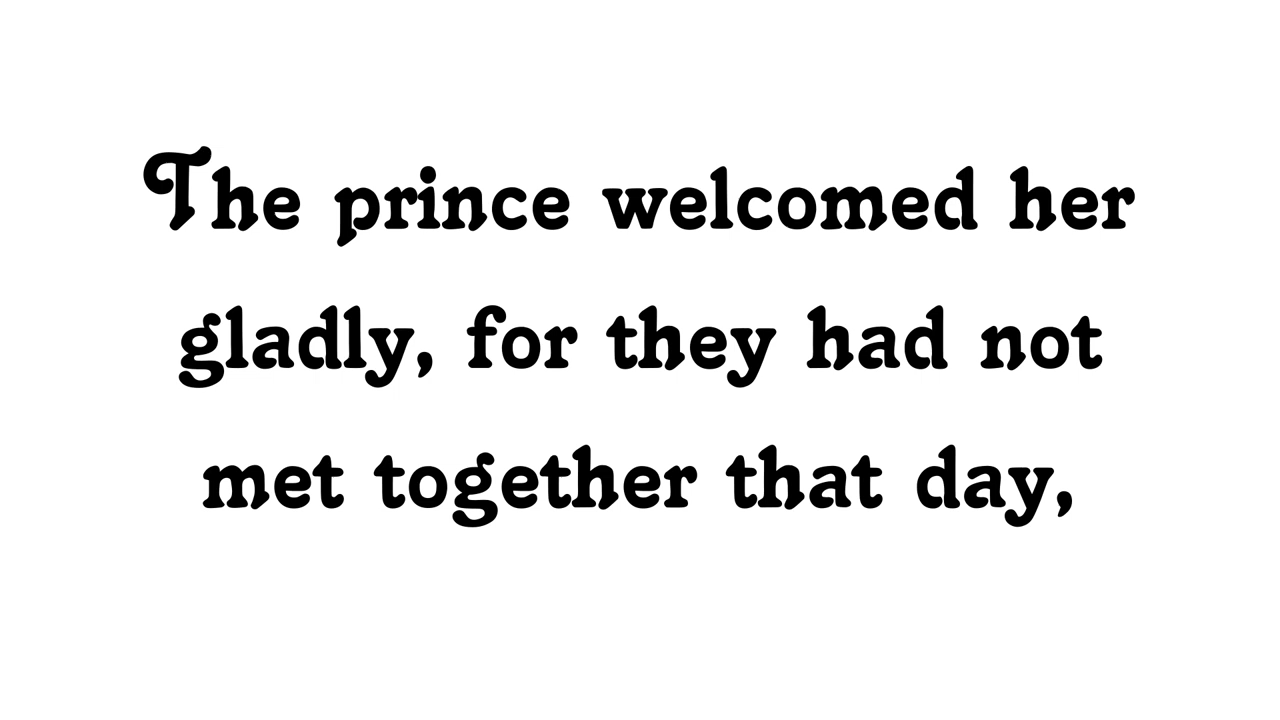 The prince welcomed her
gladly, for they had not
met together that day,